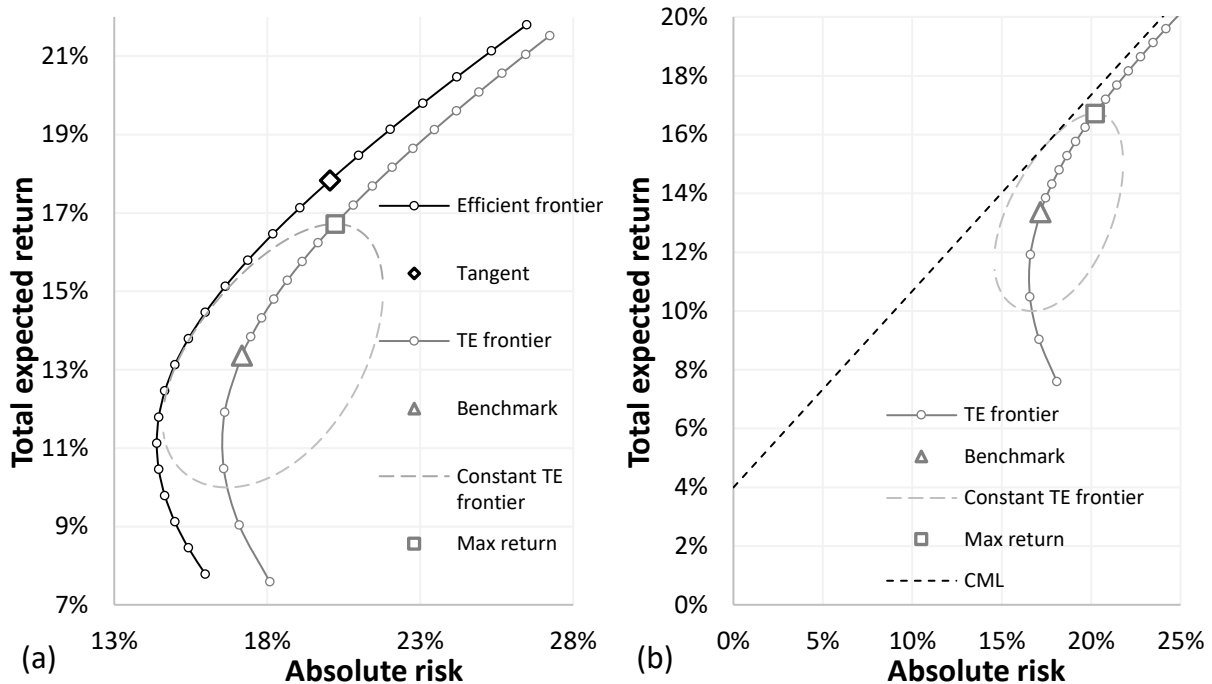 Total expected return
21%
19%
17%
15%
13%
11%
9%
7%
13%
18%
23%
28%
Absolute risk
(a)
Efficient frontier
Tangent
TE frontier
Benchmark
Constant TE
frontier
Max return
Total expected return
20%
18%
16%
14%
12%
10%
8%
6%
4%
2%
0%
0%
5%
10%
15%
20%
25%
Absolute risk
(b)
TE frontier
Benchmark
Constant TE frontier
Max return
CML